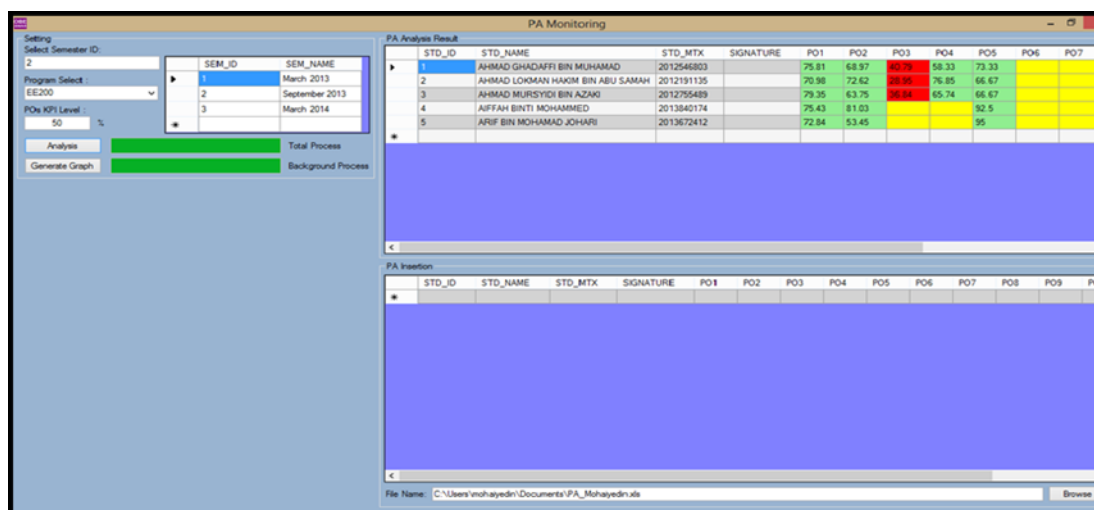 PA Monitoring
Setting
Select Semester ID:
2
Program Select :
EE200
POs KPI Level :
50 %
Analysis
Generate Graph
Total Process
Background Process
SEM_ID SEM_NAME
1 March 2013
2 September 2013
3 March 2014
PA Analysis Result
STD_ID STD_NAME STD_MTX SIGNATURE PO1 PO2 PO3 PO4 PO5 PO6 PO7
1 AHMAD GHADAFFI BIN MUHAMAD 2012546803 75.81 68.97 40.79 58.33 73.33
2 AHMAD LOKMAN HAKIM BIN ABU SAMAH 2012191135 70.98 72.62 28.95 76.85 66.67
3 AHMAD MURSYIDI BIN AZAKI 2012755489 79.35 63.75 36.84 65.74 66.67
4 AIFFAH BINTI MOHAMMED 2013840174 75.43 81.03 92.5
5 ARIF BIN MOHAMAD JOHARI 2013672412 72.84 53.45 95
PA Insertion
STD_ID STD_NAME STD_MTX SIGNATURE PO1 PO2 PO3 PO4 PO5 PO6 PO7 PO8 PO9
File Name: C:\Users\mohaiyedin\Documents\PA_Mohaiyedin.xls
Browse